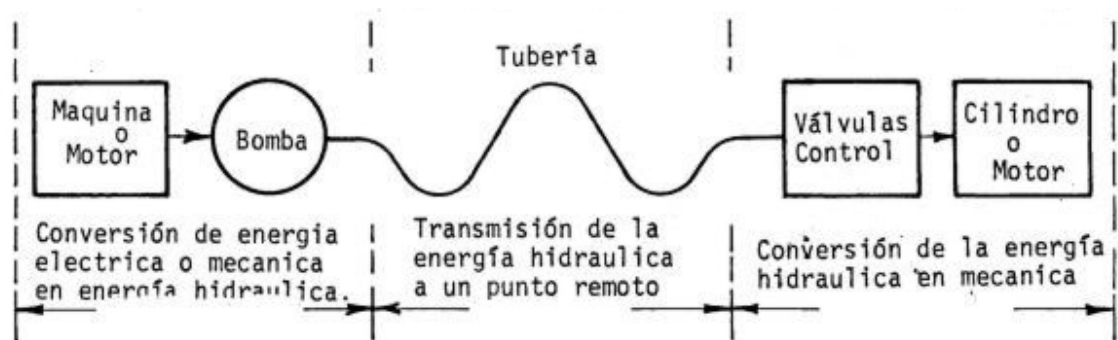 Tubería
Maquina
o
Motor
Bomba
Válvulas
Control
Cilindro
o
Motor
Conversión de energia
electrica o mecanica
en energía hidraulica.
Transmisión de la
energía hidraulica
a un punto remoto
Conversión de la energía
hidraulica en mecanica